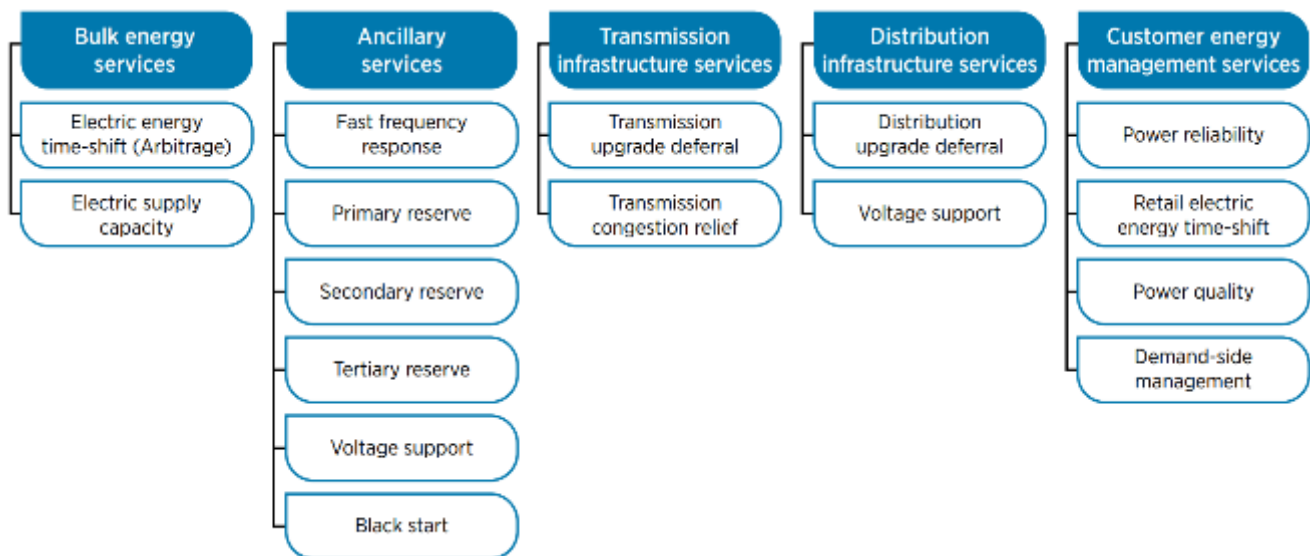 Bulk energy
services
Electric energy
time-shift (Arbitrage)
Electric supply
capacity
Ancillary
services
Fast frequency
response
Primary reserve
Secondary reserve
Tertiary reserve
Voltage support
Black start
Transmission
infrastructure services
Transmission
upgrade deferral
Transmission
congestion relief
Distribution
infrastructure services
Distribution
upgrade deferral
Voltage support
Customer energy
management services
Power reliability
Retail electric
energy time-shift
Power quality
Demand-side
management